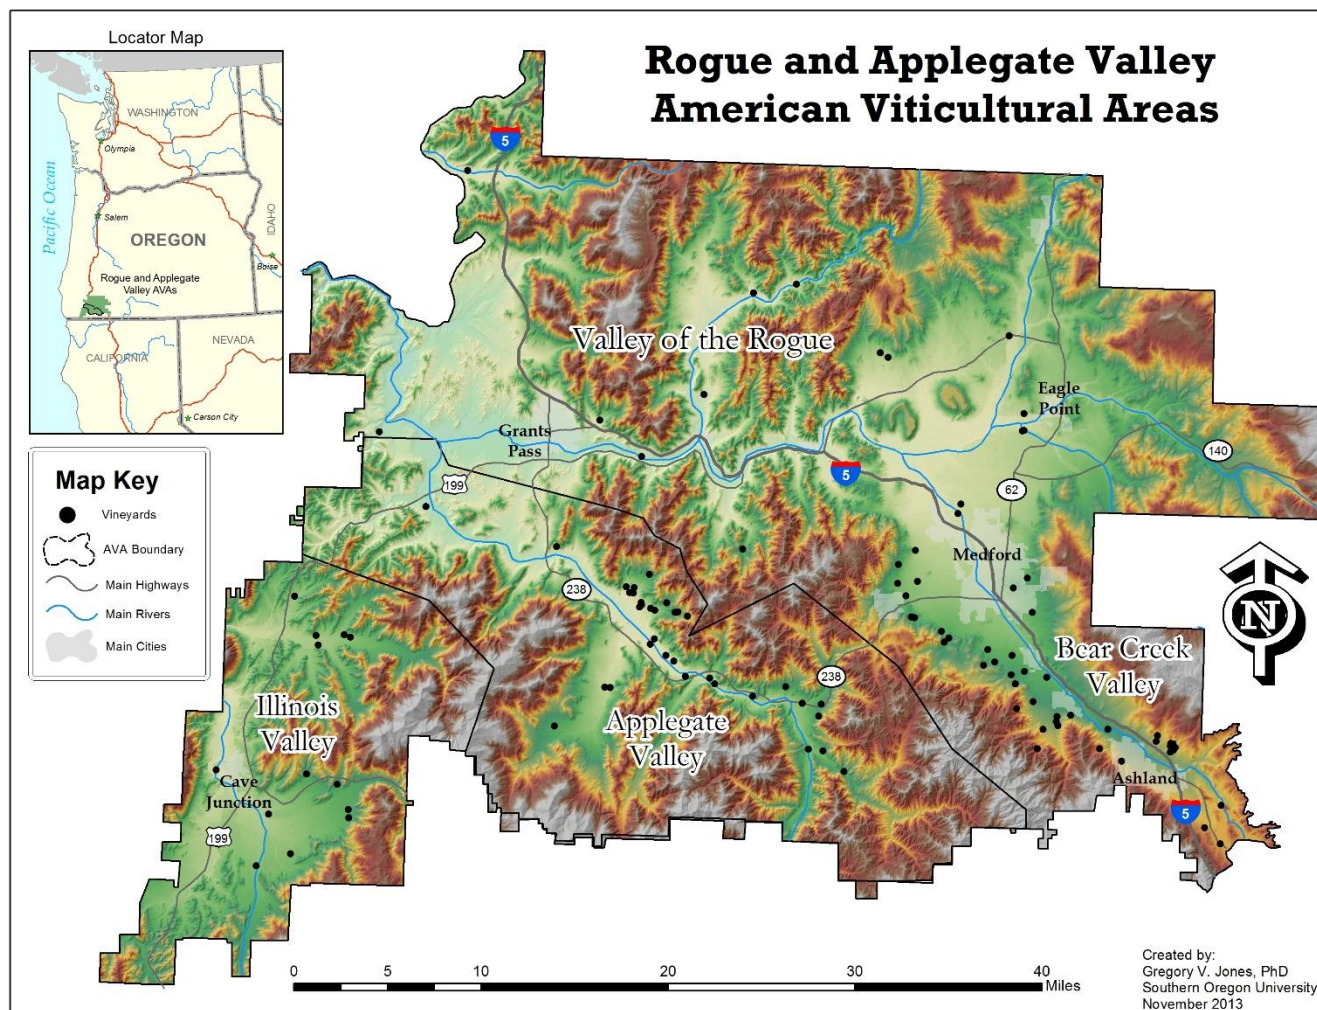 Rogue and Applegate Valley
American Viticultural Areas
Locator Map
WASHINGTON
Olympia
Pacific Ocean
Salem
OREGON
IDAHO
Boise
Rogue and Applegate
Valley AVAs
CALIFORNIA
NEVADA
Carson City
Map Key
Vineyards
AVA Boundary
Main Highways
Main Rivers
Main Cities
5
Valley of the Rogue
Eagle
Point
Grants
Pass
199
5
140
62
Medford
238
238
Bear Creek
Valley
Illinois
Valley
Applegate
Valley
Cave
Junction
199
Ashland
5
N
0
5
10
20
30
40
Miles
Created by:
Gregory V. Jones, PhD
Southern Oregon University
November 2013